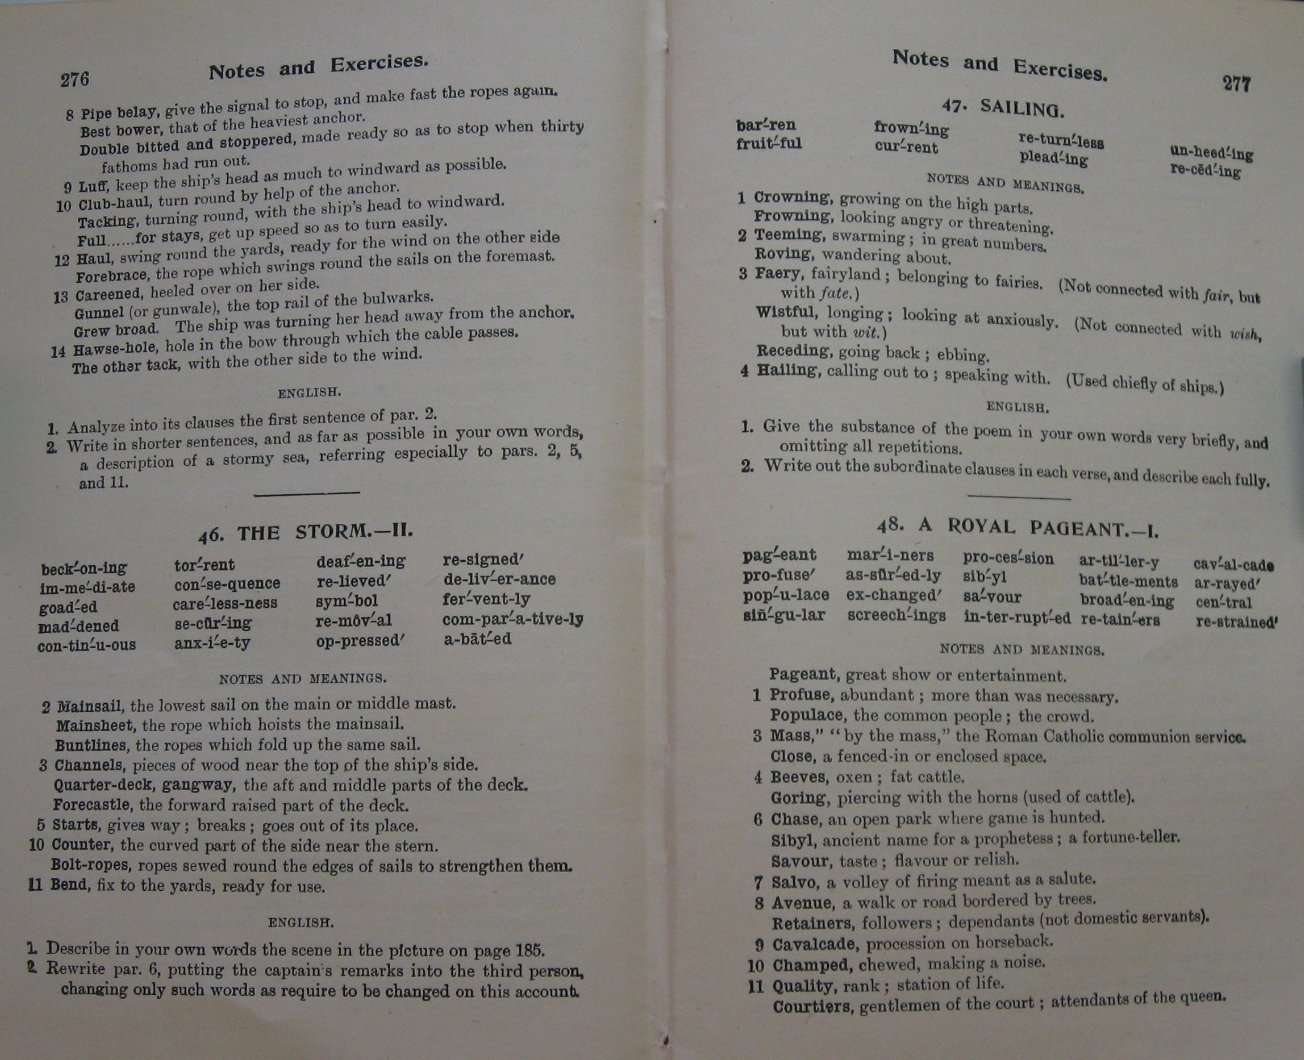 276
Notes and Exercises.
8 Pipe belay, give the signal to stop, and make fast the ropes again.
Best bower, that of the heaviest anchor.
Double bitted and stoppered, made ready so as to stop when thirty
fathoms had run out.
9 Luff, keep the ship's head as much to windward as possible.
10 Club-haul, turn round by help of the anchor.
Tacking, turning round, with the ship's head to windward.
Full......for stays, get up speed so as to turn easily.
12 Haul, swing round the yards, ready for the wind on the other side
Forebrace, the rope which swings round the sails on the foremast.
13 Careened, heeled over on her side.
Gunnel (or gunwale), the top rail of the bulwarks.
Grew broad. The ship was turning her head away from the anchor.
14 Hawse-hole, hole in the bow through which the cable passes.
The other tack, with the other side to the wind.
ENGLISH.
1. Analyze into its clauses the first sentence of par. 2.
2. Write in shorter sentences, and as far as possible in your own words,
a description of a stormy sea, referring especially to pars. 2, 5,
and 11.
46. THE STORM.—II.
beck′-on-ing tor′-rent deaf′-en-ing re-signed′
im-me′-di-ate con′-se-quence re-lieved′ de-liv′-er-ance
goad′-ed care′-less-ness sym′-bol fer′-vent-ly
mad′-dened se-cūr′-ing re-môv′-al com-par′-a-tive-ly
con-tin′-u-ous anx-i′-e-ty op-pressed′ a-bāt′-ed
NOTES AND MEANINGS.
2 Mainsail, the lowest sail on the main or middle mast.
Mainsheet, the rope which hoists the mainsail.
Buntlines, the ropes which fold up the same sail.
3 Channels, pieces of wood near the top of the ship's side.
Quarter-deck, gangway, the aft and middle parts of the deck.
Forecastle, the forward raised part of the deck.
5 Starts, gives way; breaks; goes out of its place.
10 Counter, the curved part of the side near the stern.
Bolt-ropes, ropes sewed round the edges of sails to strengthen them.
11 Bend, fix to the yards, ready for use.
ENGLISH.
1. Describe in your own words the scene in the picture on page 185.
2. Rewrite par. 6, putting the captain's remarks into the third person,
changing only such words as require to be changed on this account.
Notes and Exercises.
277
47. SAILING.
bar′-ren frown′-ing re-turn′-less un-heed′-ing
fruit′-ful cur′-rent plead′-ing re-cēd′-ing
NOTES AND MEANINGS.
1 Crowning, growing on the high parts.
Frowning, looking angry or threatening.
2 Teeming, swarming; in great numbers.
Roving, wandering about.
3 Faery, fairyland; belonging to fairies. (Not connected with fair, but
with fate.)
Wistful, longing; looking at anxiously. (Not connected with wish,
but with wit.)
Receding, going back; ebbing.
4 Hailing, calling out to; speaking with. (Used chiefly of ships.)
ENGLISH.
1. Give the substance of the poem in your own words very briefly, and
omitting all repetitions.
2. Write out the subordinate clauses in each verse, and describe each fully.
48. A ROYAL PAGEANT.—I.
pag′-eant mar′-i-ners pro-ces′-sion ar-til′-ler-y cav′-al-cade
pro-fuse′ as-sūr′-ed-ly sib′-yl bat′-tle-ments ar-rayed′
pop′-u-lace ex-changed′ sa′-vour broad′-en-ing cen′-tral
siñ′-gu-lar screech′-ings in-ter-rupt′-ed re-tain′-ers re-strained′
NOTES AND MEANINGS.
Pageant, great show or entertainment.
1 Profuse, abundant; more than was necessary.
Populace, the common people; the crowd.
3 Mass," "by the mass," the Roman Catholic communion service.
Close, a fenced-in or enclosed space.
4 Beeves, oxen; fat cattle.
Goring, piercing with the horns (used of cattle).
6 Chase, an open park where game is hunted.
Sibyl, ancient name for a prophetess; a fortune-teller.
Savour, taste; flavour or relish.
7 Salvo, a volley of firing meant as a salute.
8 Avenue, a walk or road bordered by trees.
Retainers, followers; dependants (not domestic servants).
9 Cavalcade, procession on horseback.
10 Champed, chewed, making a noise.
11 Quality, rank; station of life.
Courtiers, gentlemen of the court; attendants of the queen.